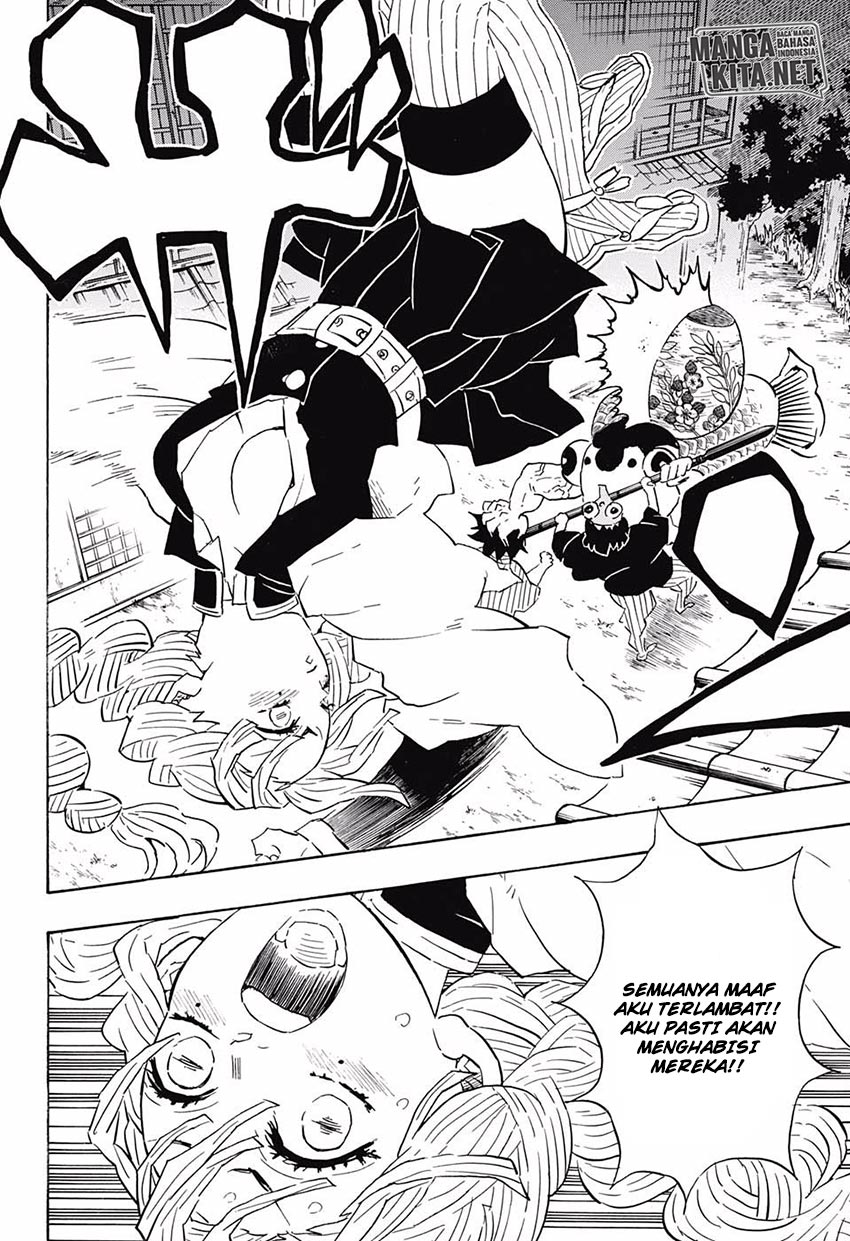 MANGA
KITA.NET
BACA MANGA
BAHASA
INDONESIA
SEMUANYA MAAF
AKU TERLAMBAT!!
AKU PASTI AKAN
MENGHABISI
MEREKA!!